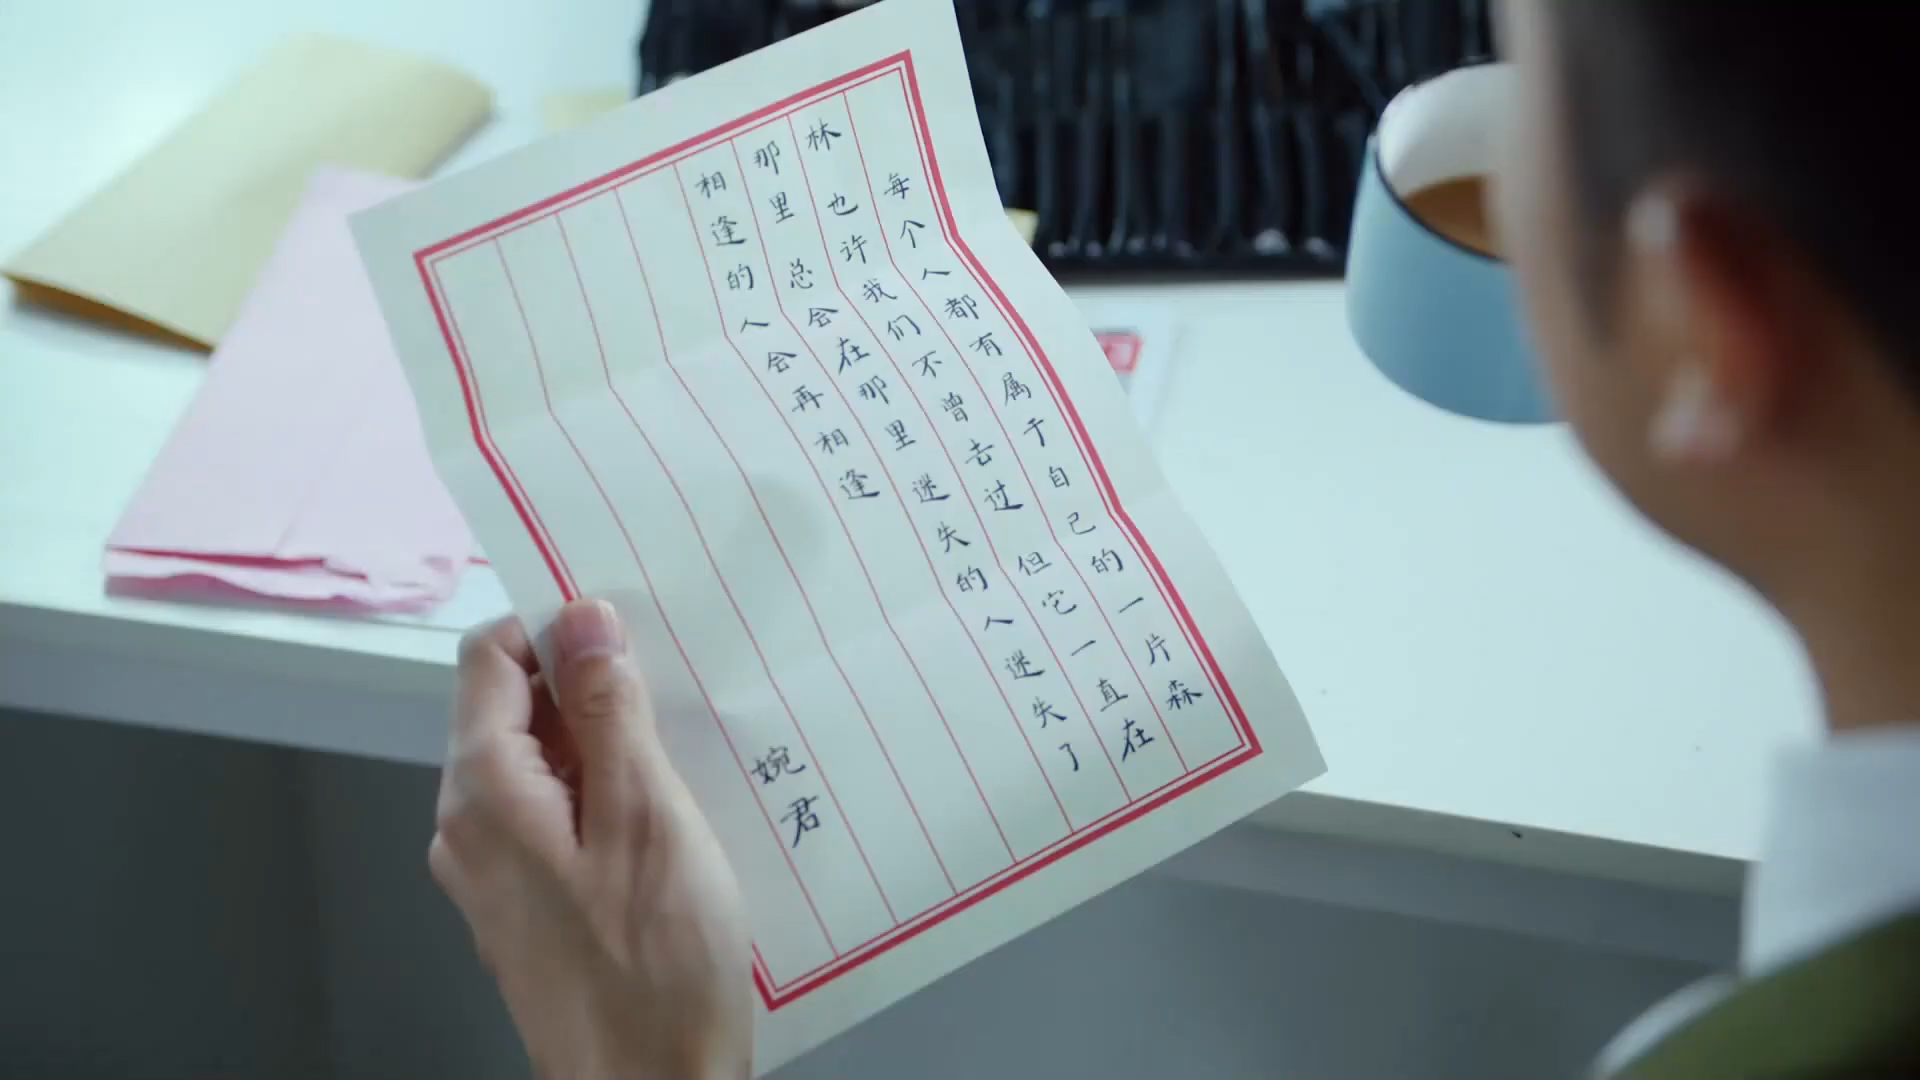 每个人都有属于自己的一片森
林 也许我们不曾去过 但它一直在
那里 总会在那里 迷失的人迷失了
相逢的人会再相逢
婉君